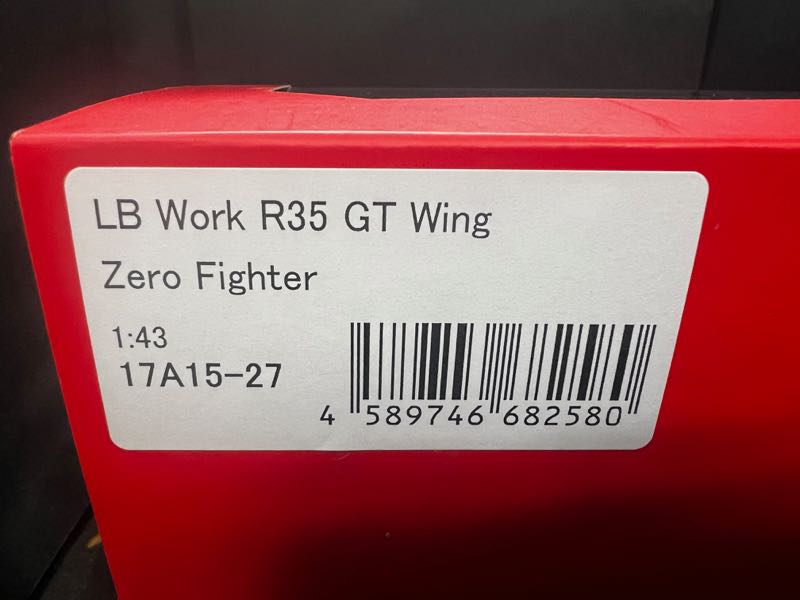 LB Work R35 GT Wing
Zero Fighter
1:43
17A15-27
4 589746 682580